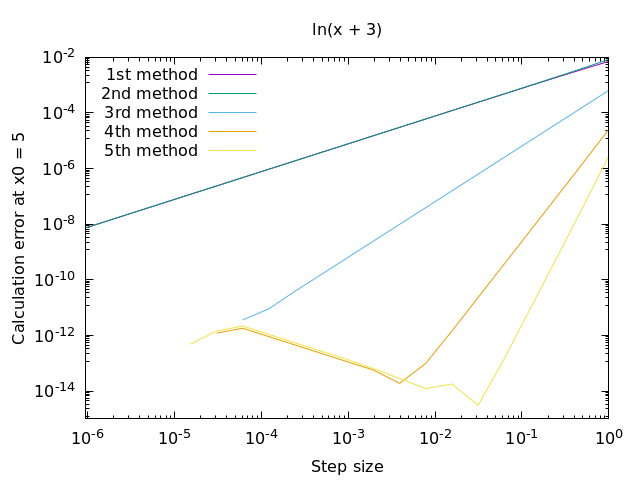 ln(x + 3)
Calculation error at x0 = 5
10⁻²
10⁻⁴
10⁻⁶
10⁻⁸
10⁻¹⁰
10⁻¹²
10⁻¹⁴
1st method
2nd method
3rd method
4th method
5th method
10⁻⁶ 10⁻⁵ 10⁻⁴ 10⁻³ 10⁻² 10⁻¹ 10⁰
Step size